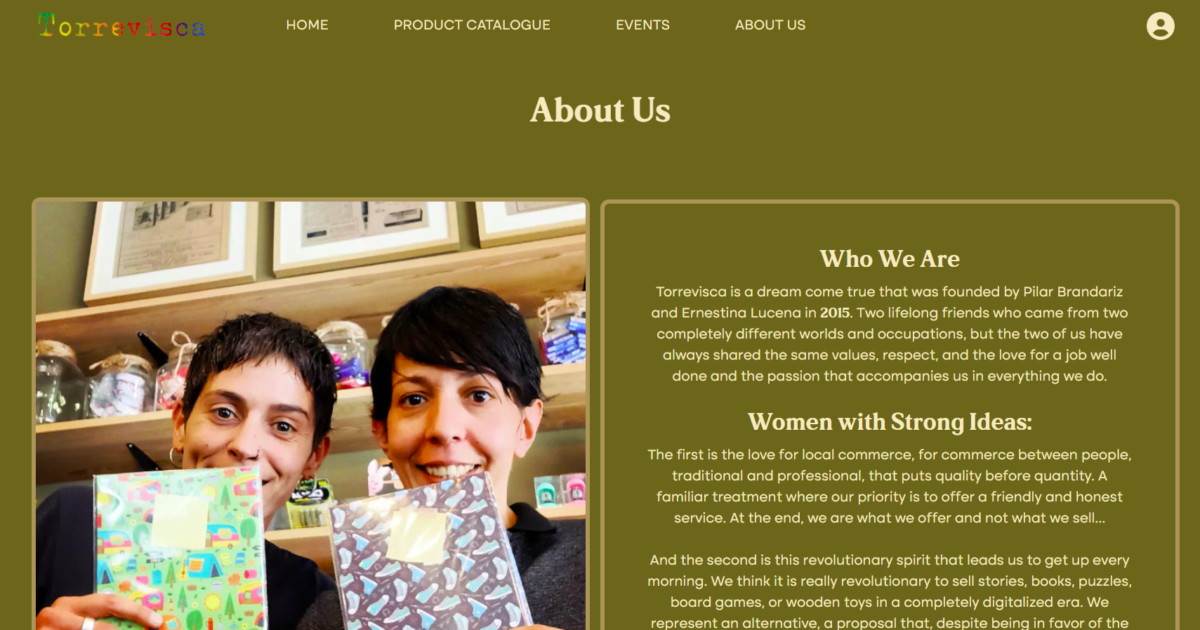 Torrevisca
HOME
PRODUCT CATALOGUE
EVENTS
ABOUT US
About Us
Who We Are
Torrevisca is a dream come true that was founded by Pilar Brandariz
and Ernestina Lucena in 2015. Two lifelong friends who came from two
completely different worlds and occupations, but the two of us have
always shared the same values, respect, and the love for a job well
done and the passion that accompanies us in everything we do.
Women with Strong Ideas:
The first is the love for local commerce, for commerce between people,
traditional and professional, that puts quality before quantity. A
familiar treatment where our priority is to offer a friendly and honest
service. At the end, we are what we offer and not what we sell...
And the second is this revolutionary spirit that leads us to get up every
morning. We think it is really revolutionary to sell stories, books, puzzles,
board games, or wooden toys in a completely digitalized era. We
represent an alternative, a proposal that, despite being in favor of the